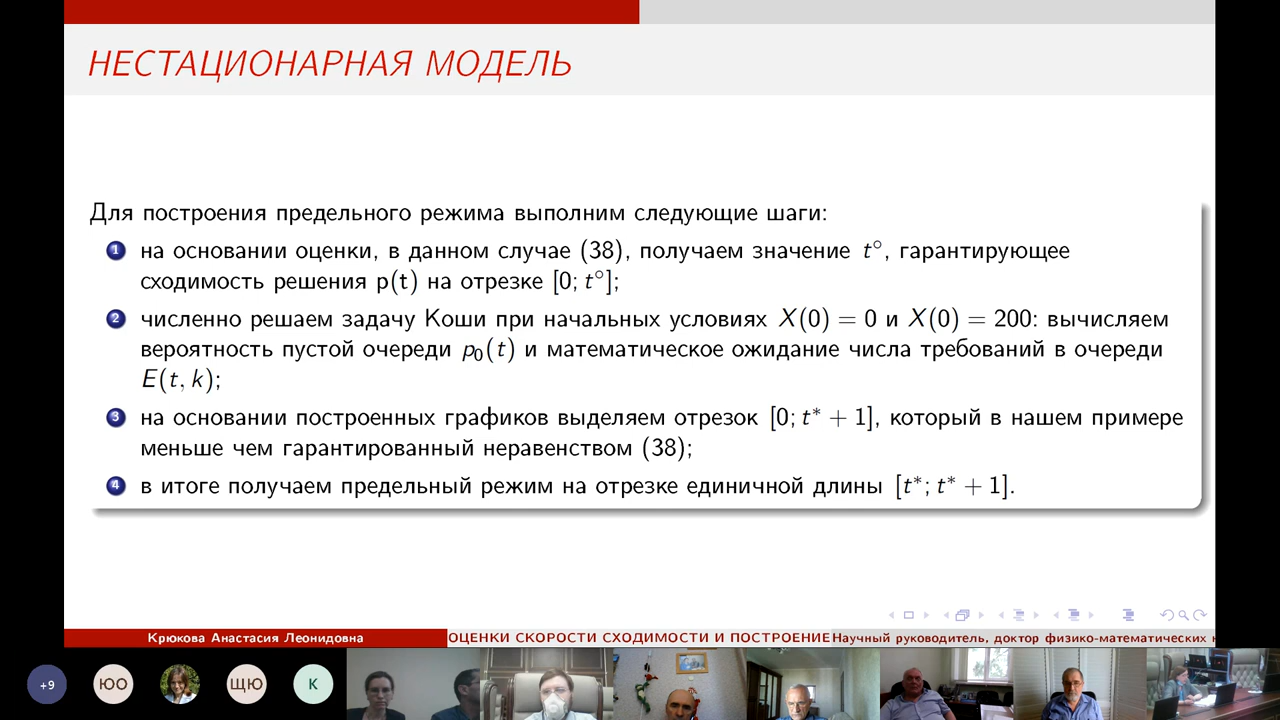 НЕСТАЦИОНАРНАЯ МОДЕЛЬ
Для построения предельного режима выполним следующие шаги:
1 на основании оценки, в данном случае (38), получаем значение t°, гарантирующее
сходимость решения p(t) на отрезке [0; t°];
2 численно решаем задачу Коши при начальных условиях X(0) = 0 и X(0) = 200: вычисляем
вероятность пустой очереди p₀(t) и математическое ожидание числа требований в очереди
E(t, k);
3 на основании построенных графиков выделяем отрезок [0; t* + 1], который в нашем примере
меньше чем гарантированный неравенством (38);
4 в итоге получаем предельный режим на отрезке единичной длины [t*; t* + 1].
Крюкова Анастасия Леонидовна ОЦЕНКИ СКОРОСТИ СХОДИМОСТИ И ПОСТРОЕНИЕ Научный руководитель, доктор физико-математических
+9 ЮО ЩЮ К